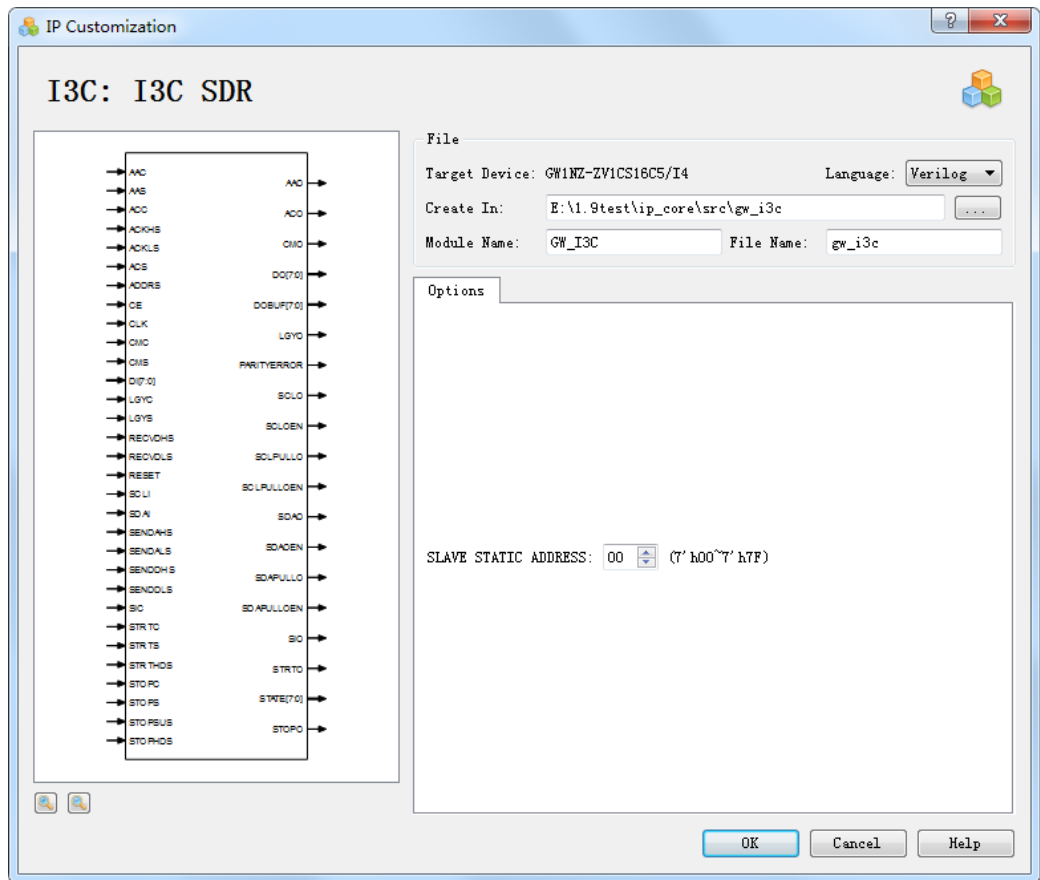 IP Customization
I3C: I3C SDR
AAC
AAS
ACC
ACKHS
ACKLS
ACS
ADDRS
CE
CLK
CMC
CMS
DI[7:0]
LGYC
LGYS
RECVDHS
RECVDLS
RESET
SCLI
SDAI
SENDAHS
SENDALS
SENDDHS
SENDDLS
SIC
STRTC
STRTS
STRTHDS
STOPC
STOPS
STOPSUS
STOPHDS
AAO
ACO
CMO
DO[7:0]
DOBUF[7:0]
LGYO
PARITYERROR
SCLO
SCLOEN
SCLPULLO
SCLPULLOEN
SDAO
SDAOEN
SDAPULLO
SDAPULLOEN
SIO
STRTO
STATE[7:0]
STOPO
File
Target Device: GW1NZ-ZV1CS16C5/I4 Language: Verilog
Create In: E:\1.9test\ip_core\src\gw_i3c ...
Module Name: GW_I3C File Name: gw_i3c
Options
SLAVE STATIC ADDRESS: 00 (7'h00~7'h7F)
OK Cancel Help